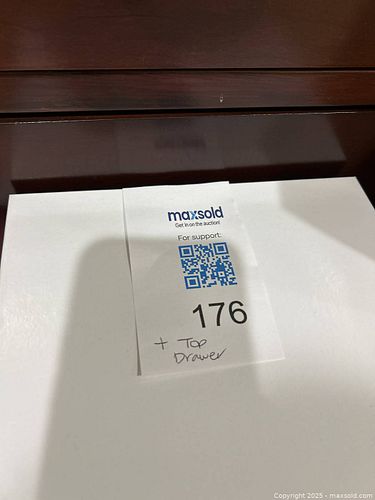 maxsold
Get in on the auction!
For support:
176
+ Top
Drawer
Copyright 2025 - maxsold.com